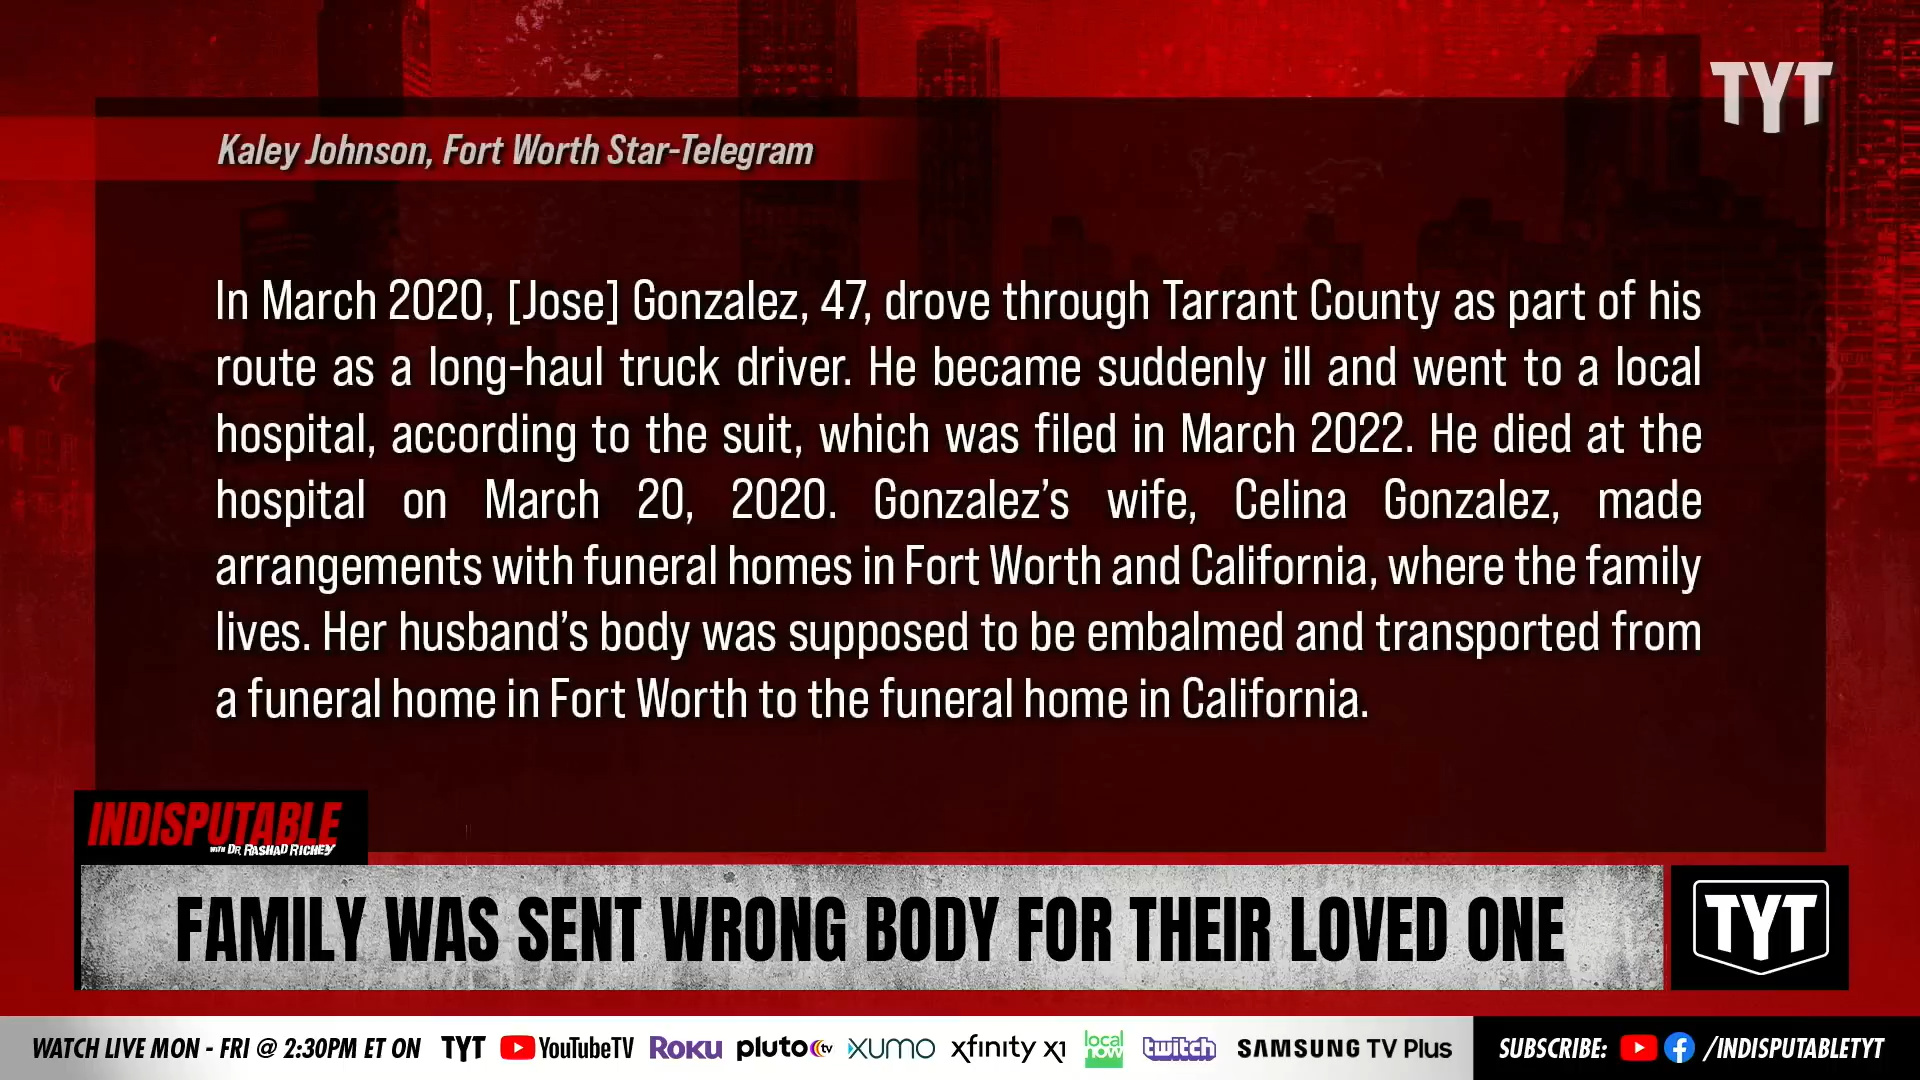 TYT
Kaley Johnson, Fort Worth Star-Telegram
In March 2020, [Jose] Gonzalez, 47, drove through Tarrant County as part of his
route as a long-haul truck driver. He became suddenly ill and went to a local
hospital, according to the suit, which was filed in March 2022. He died at the
hospital on March 20, 2020. Gonzalez’s wife, Celina Gonzalez, made
arrangements with funeral homes in Fort Worth and California, where the family
lives. Her husband’s body was supposed to be embalmed and transported from
a funeral home in Fort Worth to the funeral home in California.
INDISPUTABLE
WITH DR RASHAD RICHEY
FAMILY WAS SENT WRONG BODY FOR THEIR LOVED ONE
TYT
WATCH LIVE MON - FRI @ 2:30PM ET ON TYT YouTubeTV ROKU pluto tv XUMO xfinity X1 local now twitch SAMSUNG TV Plus SUBSCRIBE: /INDISPUTABLETYT